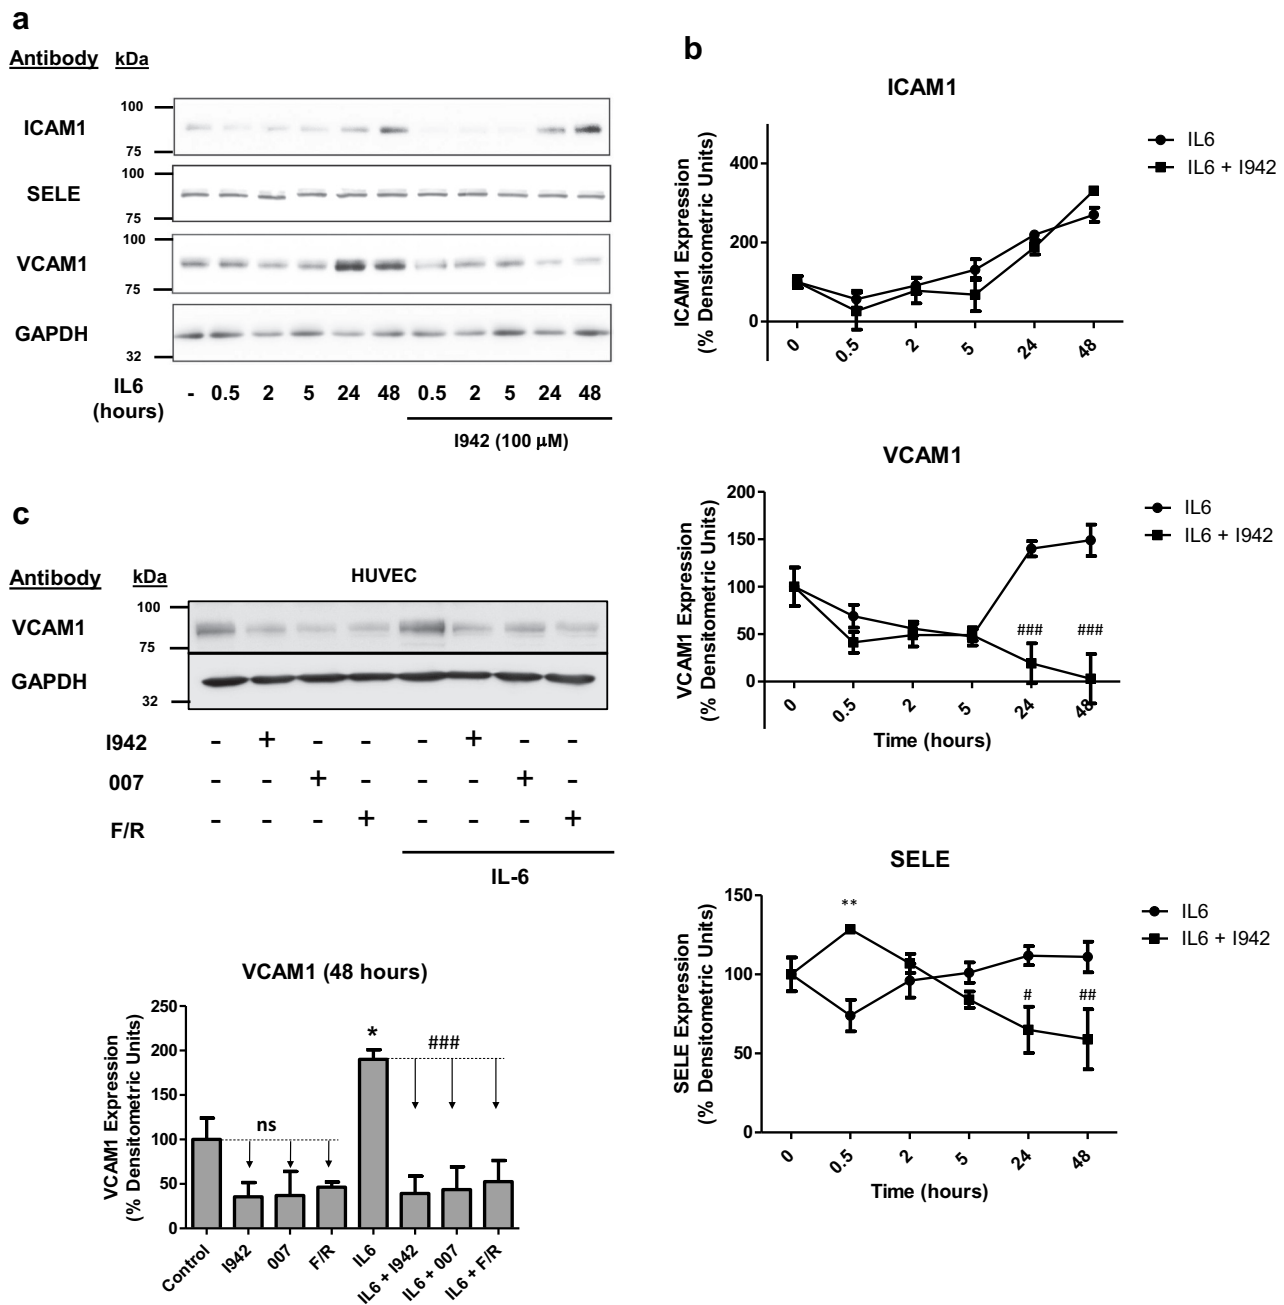 a
Antibody kDa
ICAM1 100
75
SELE 100
75
VCAM1 100
75
GAPDH
32
IL6 (hours) - 0.5 2 5 24 48 0.5 2 5 24 48
I942 (100 µM)
b
ICAM1
ICAM1 Expression
(% Densitometric Units)
400
200
0
0 0.5 2 5 24 48
IL6
IL6 + I942
VCAM1
VCAM1 Expression
(% Densitometric Units)
200
150
100
50
0
### ###
0 0.5 2 5 24 48
Time (hours)
IL6
IL6 + I942
SELE
SELE Expression
(% Densitometric Units)
150
100
50
0
**
# ##
0 0.5 2 5 24 48
Time (hours)
IL6
IL6 + I942
c
Antibody kDa HUVEC
VCAM1 100
75
GAPDH
32
I942 - + - - - + - -
007 - - + - - - + -
F/R - - - + - - - +
IL-6
VCAM1 (48 hours)
VCAM1 Expression
(% Densitometric Units)
250
200
150
100
50
0
ns
*
###
Control I942 007 F/R IL6 IL6 + I942 IL6 + 007 IL6 + F/R